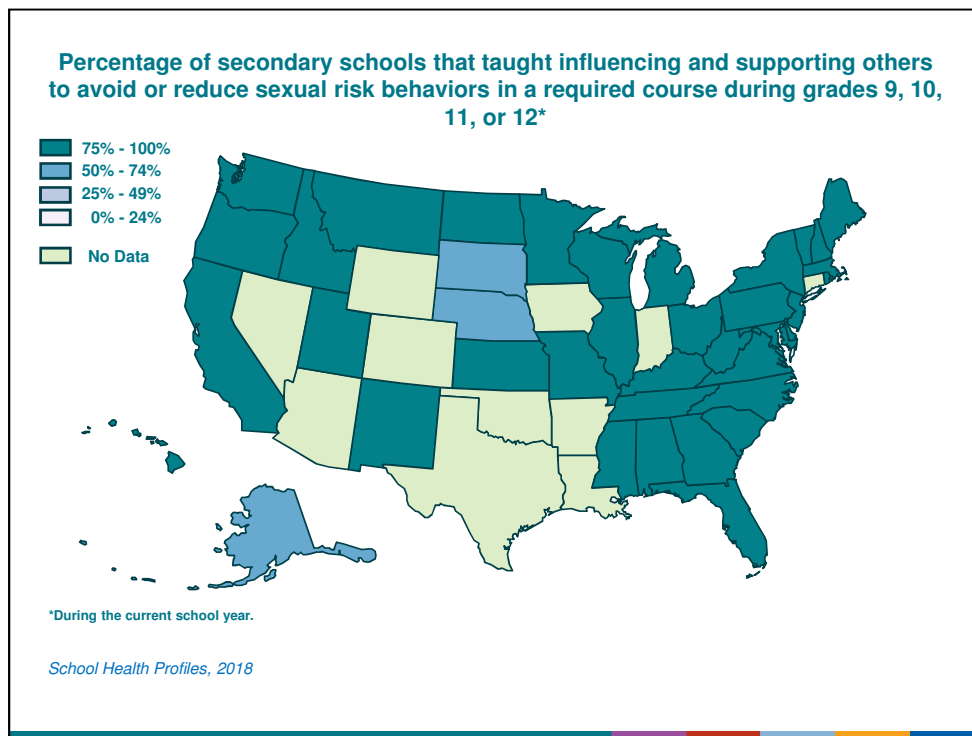 Percentage of secondary schools that taught influencing and supporting others
to avoid or reduce sexual risk behaviors in a required course during grades 9, 10,
11, or 12*
75% - 100%
50% - 74%
25% - 49%
0% - 24%
No Data
*During the current school year.
School Health Profiles, 2018